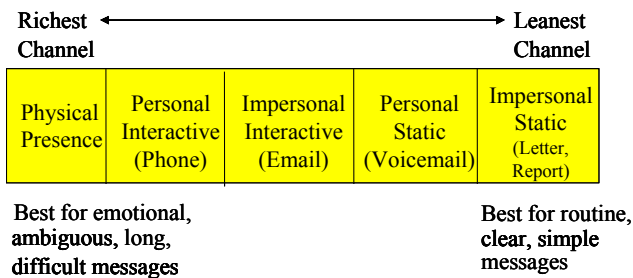 Richest
Channel
Leanest
Channel
Physical
Presence
Personal
Interactive
(Phone)
Impersonal
Interactive
(Email)
Personal
Static
(Voicemail)
Impersonal
Static
(Letter,
Report)
Best for emotional,
ambiguous, long,
difficult messages
Best for routine,
clear, simple
messages